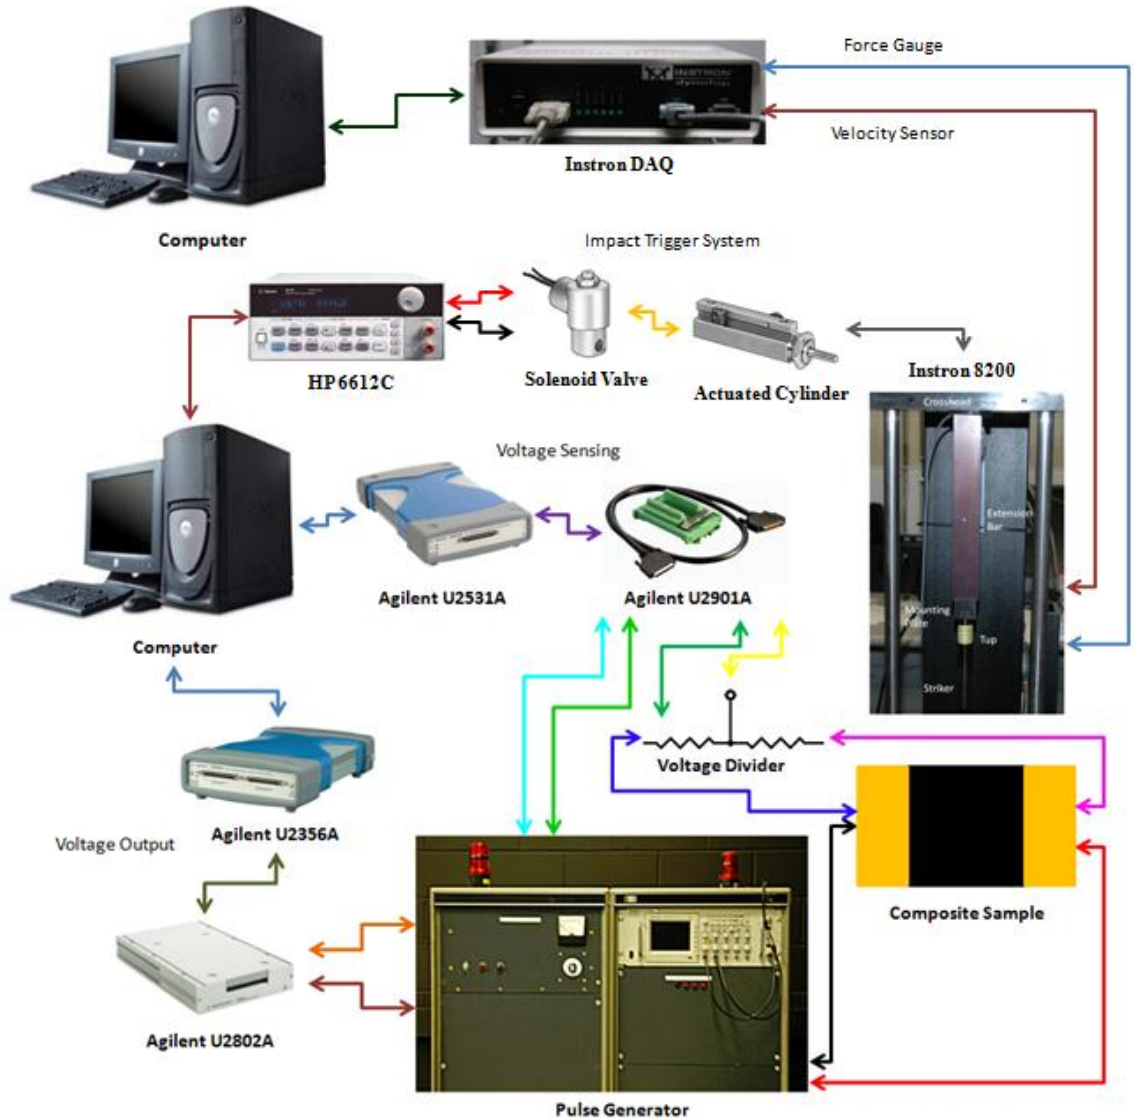 Force Gauge
INSTRON
Velocity Sensor
Instron DAQ
Computer
Impact Trigger System
HP 6612C
Solenoid Valve
Actuated Cylinder
Instron 8200
Crosshead
Extension
Bar
Mounting
Plate
Tup
Striker
Voltage Sensing
Agilent U2531A
Agilent U2901A
Computer
Voltage Divider
Agilent U2356A
Voltage Output
Composite Sample
Agilent U2802A
Pulse Generator